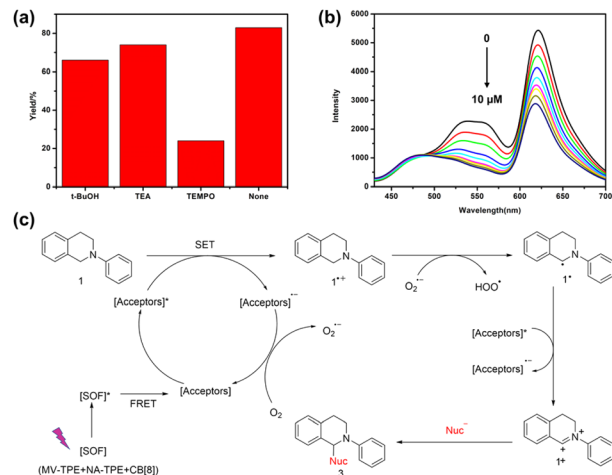 (a)
Yield/%
80
60
40
20
0
t-BuOH TEA TEMPO None
(b)
Intensity
6000
5000
4000
3000
2000
1000
0
0
10 μM
450 500 550 600 650 700
Wavelength(nm)
(c)
1
SET
1•+
O2•− HOO•
1•
[Acceptors]* [Acceptors]•−
O2•−
[Acceptors]*
[Acceptors]•−
[SOF]* FRET [Acceptors]
O2
[SOF]
(MV-TPE+NA-TPE+CB[8])
N
N
N
N
N+
+
Nuc
3
Nuc−
1+